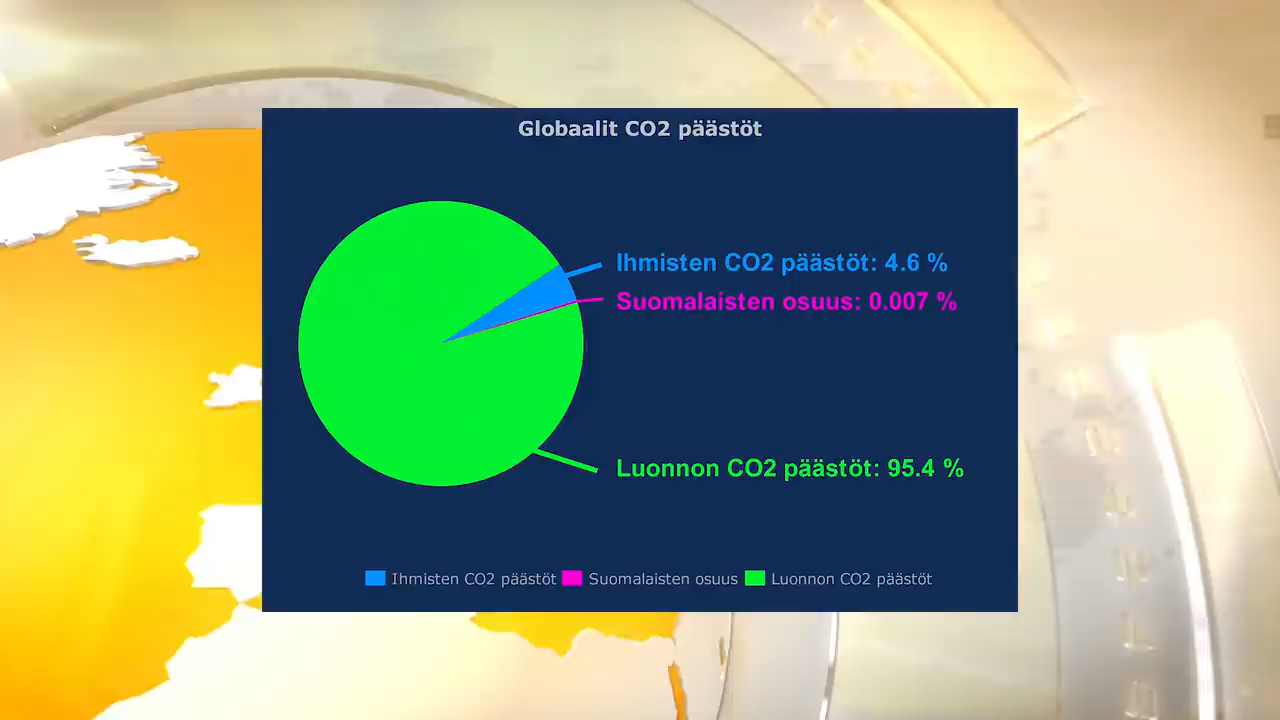 Globaalit CO2 päästöt
Ihmisten CO2 päästöt: 4.6 %
Suomalaisten osuus: 0.007 %
Luonnon CO2 päästöt: 95.4 %
Ihmisten CO2 päästöt Suomalaisten osuus Luonnon CO2 päästöt